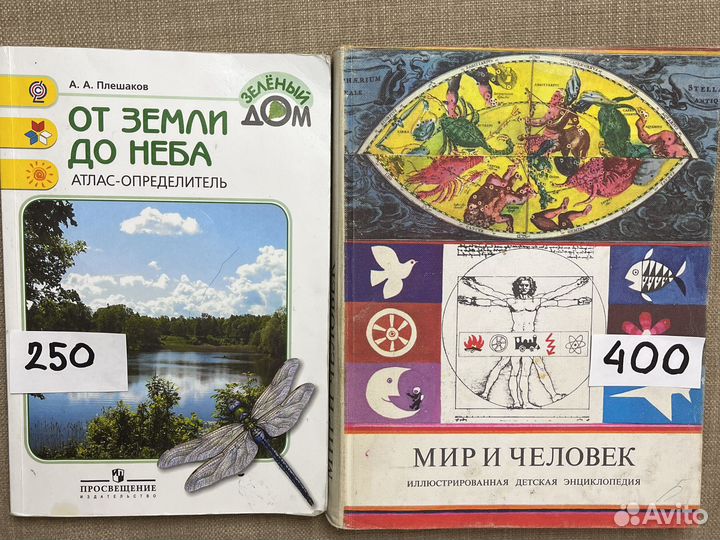 А. А. Плешаков
ЗЕЛЁНЫЙ
ДОМ
ОТ ЗЕМЛИ
ДО НЕБА
АТЛАС-ОПРЕДЕЛИТЕЛЬ
250
ПРОСВЕЩЕНИЕ
ИЗДАТЕЛЬСТВО
400
МИР И ЧЕЛОВЕК
ИЛЛЮСТРИРОВАННАЯ ДЕТСКАЯ ЭНЦИКЛОПЕДИЯ
Avito